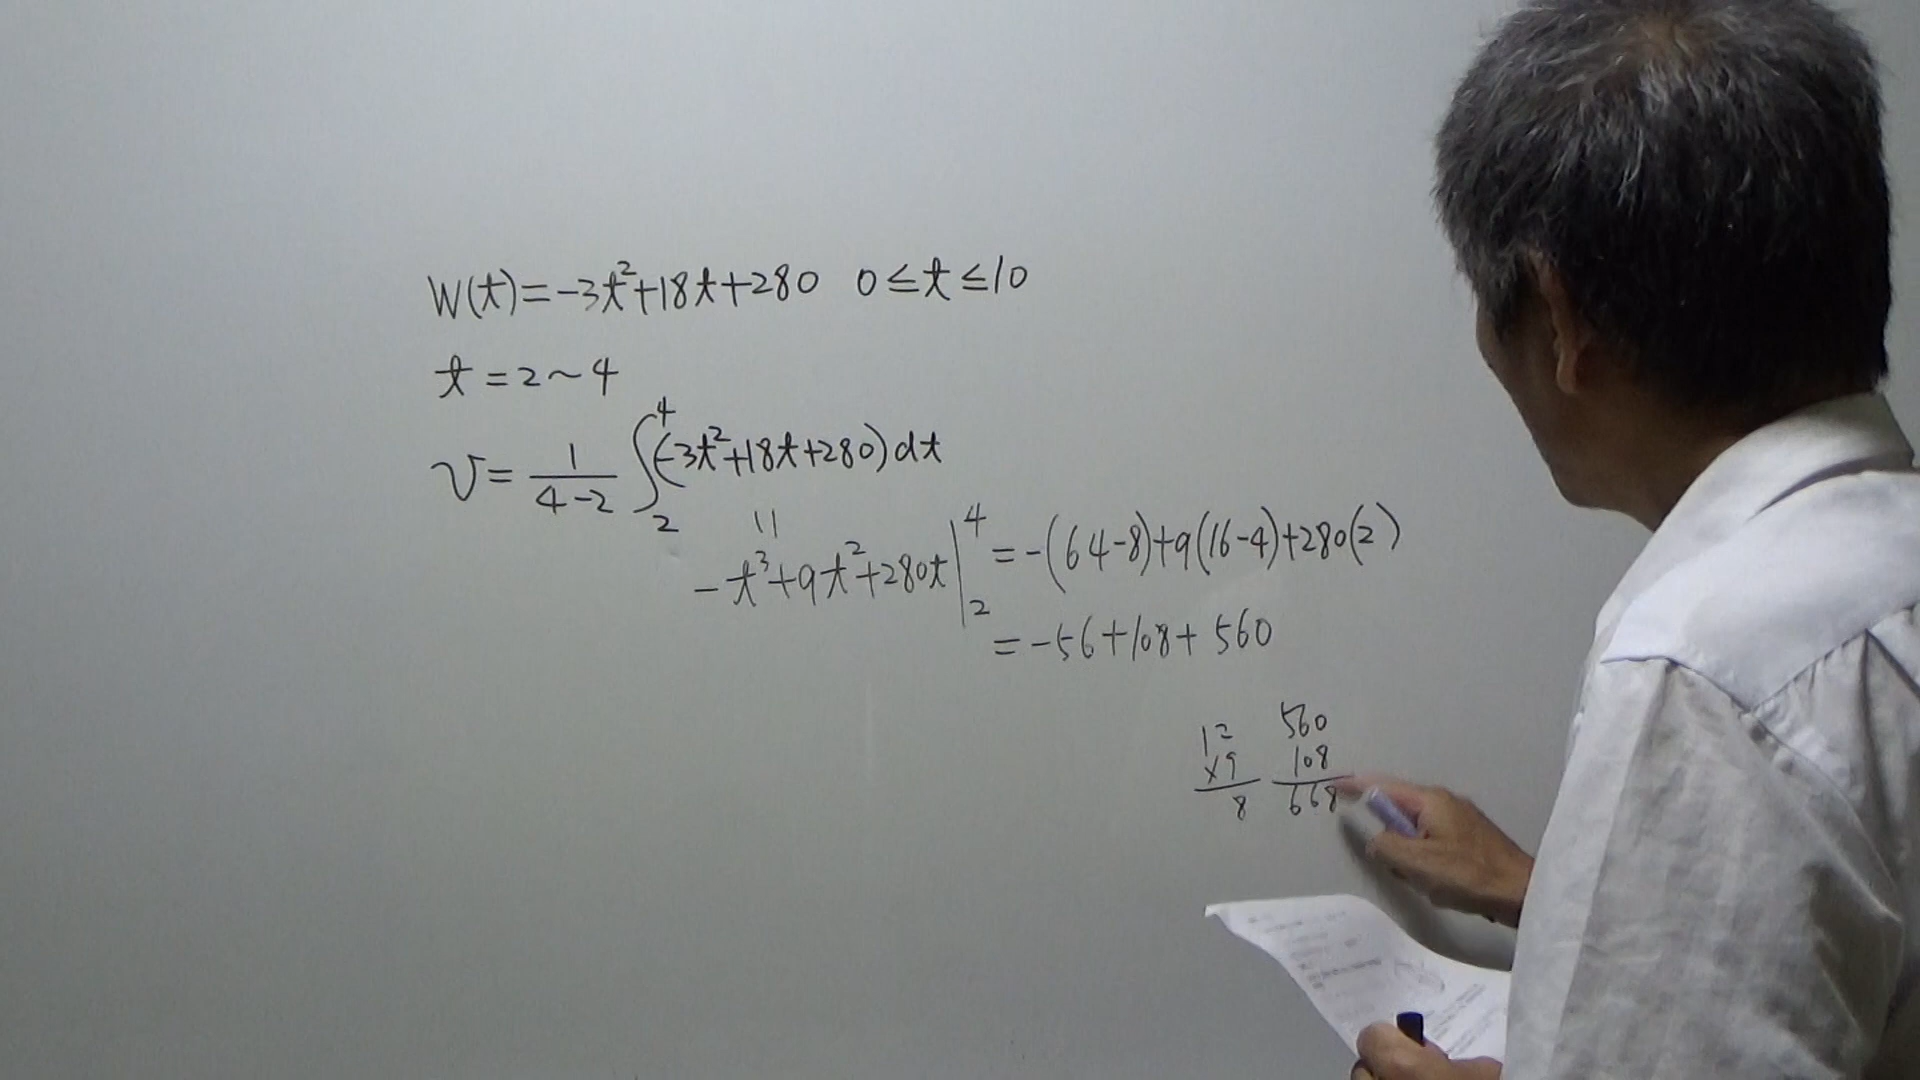 W(t)=-3t²+18t+280 0≤t≤10
t=2~4
v=1/(4-2) ∫₂⁴(-3t²+18t+280)dt
||
-t³+9t²+280t|₂⁴ =-(64-8)+9(16-4)+280(2)
=-56+108+560
12
×9
8
560
108
668